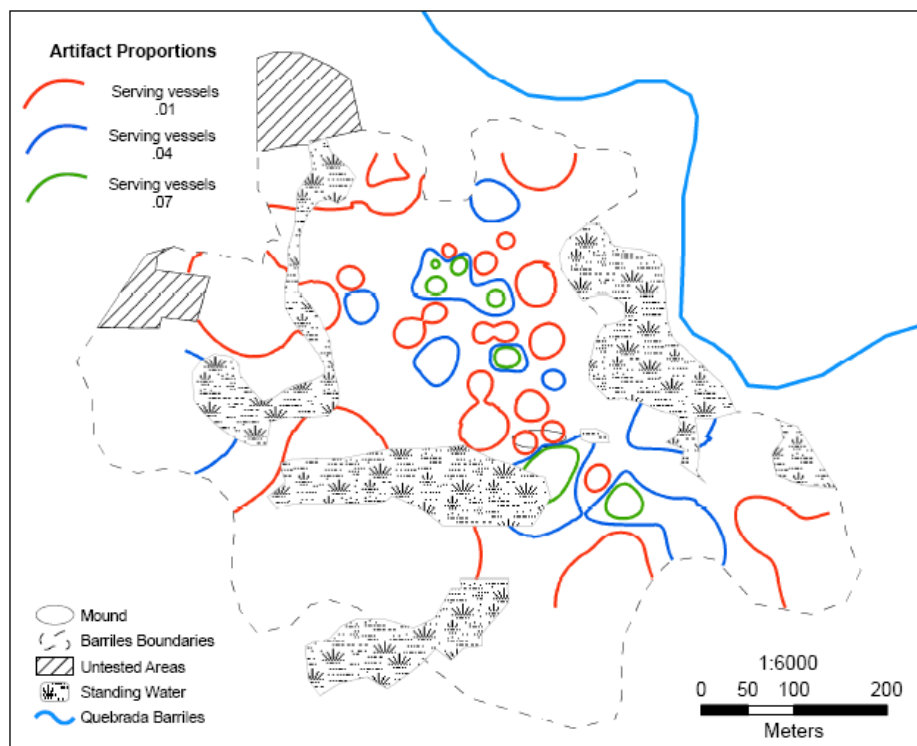 Artifact Proportions
Serving vessels
.01
Serving vessels
.04
Serving vessels
.07
Mound
Barriles Boundaries
Untested Areas
Standing Water
Quebrada Barriles
1:6000
0 50 100 200
Meters